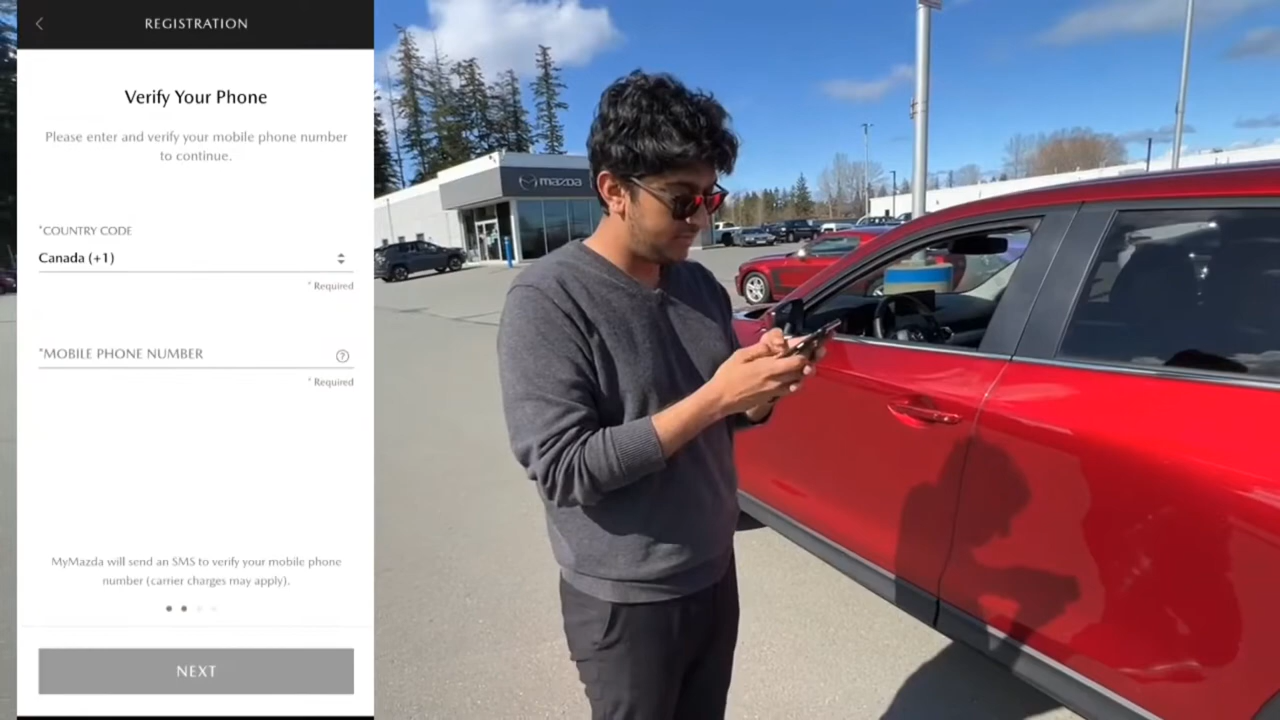 REGISTRATION
Verify Your Phone
Please enter and verify your mobile phone number
to continue.
*COUNTRY CODE
Canada (+1)
* Required
*MOBILE PHONE NUMBER
* Required
MyMazda will send an SMS to verify your mobile phone
number (carrier charges may apply).
NEXT
mazda